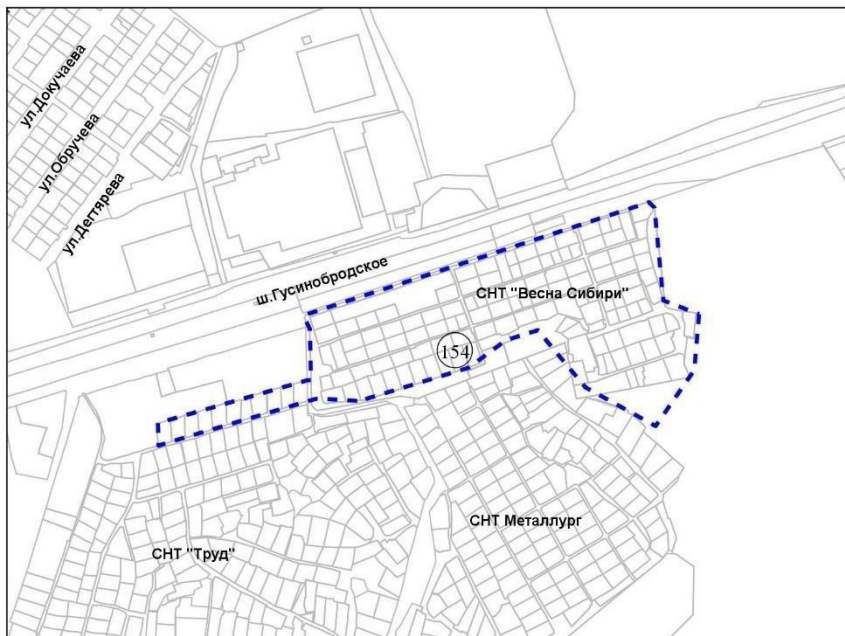 ул.Докучаева
ул.Обручева
ул.Дегтярева
ш.Гусинобродское
СНТ "Весна Сибири"
154
СНТ Металлург
СНТ "Труд"